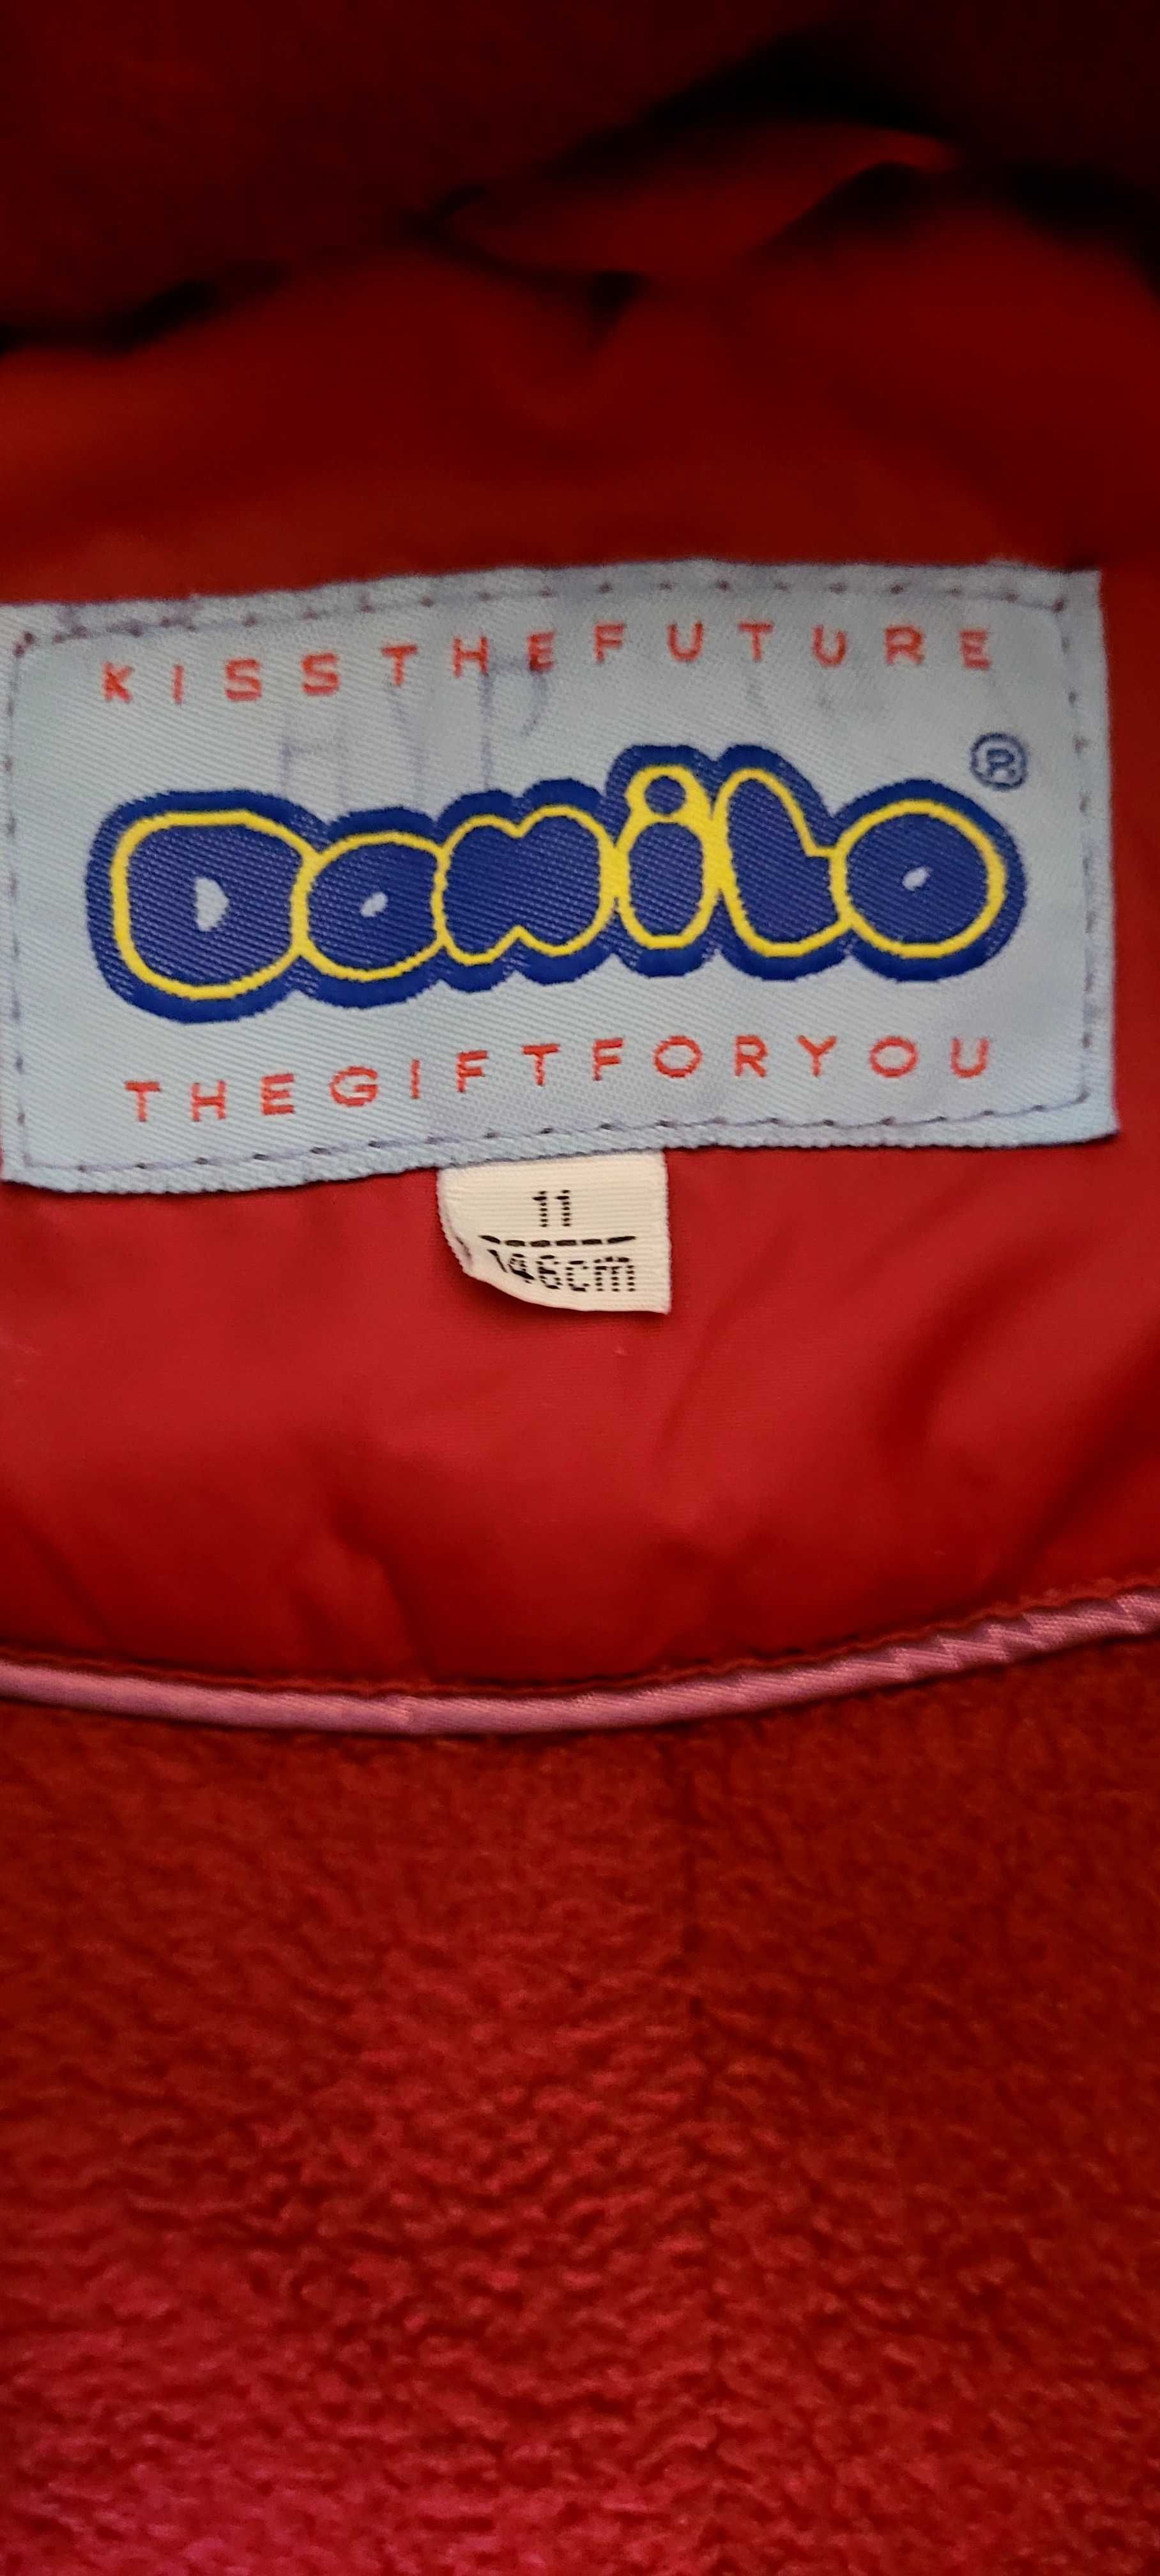 KISSTHEFUTURE
Danilo®
THEGIFTFORYOU
11
146cm